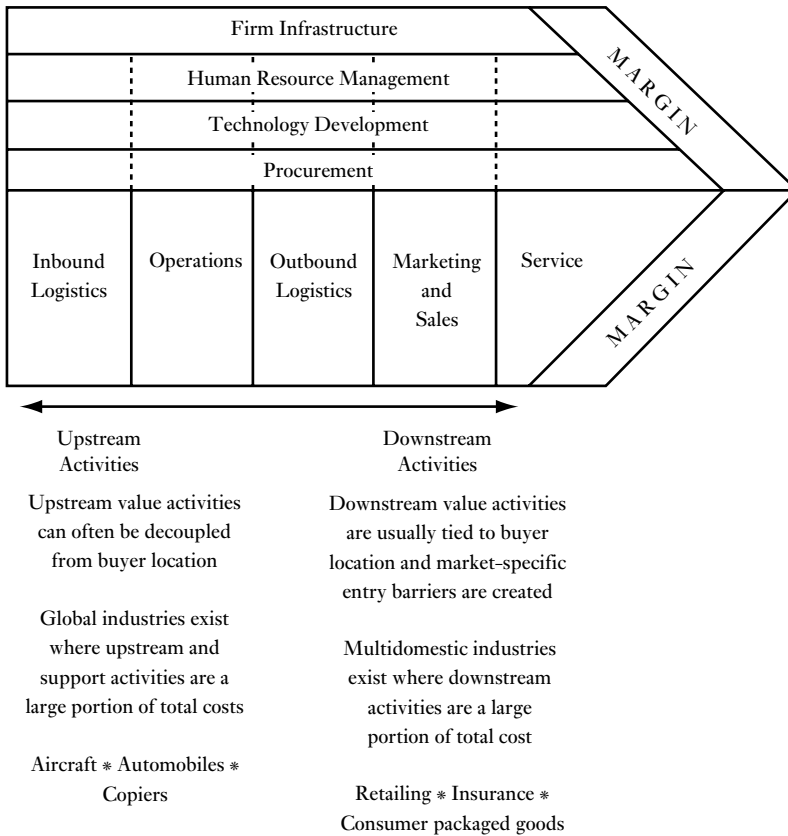 Firm Infrastructure
Human Resource Management
Technology Development
Procurement
MARGIN
Inbound
Logistics
Operations
Outbound
Logistics
Marketing
and
Sales
Service
MARGIN
Upstream
Activities
Upstream value activities
can often be decoupled
from buyer location
Global industries exist
where upstream and
support activities are a
large portion of total costs
Aircraft * Automobiles *
Copiers
Downstream
Activities
Downstream value activities
are usually tied to buyer
location and market-specific
entry barriers are created
Multidomestic industries
exist where downstream
activities are a large
portion of total cost
Retailing * Insurance *
Consumer packaged goods